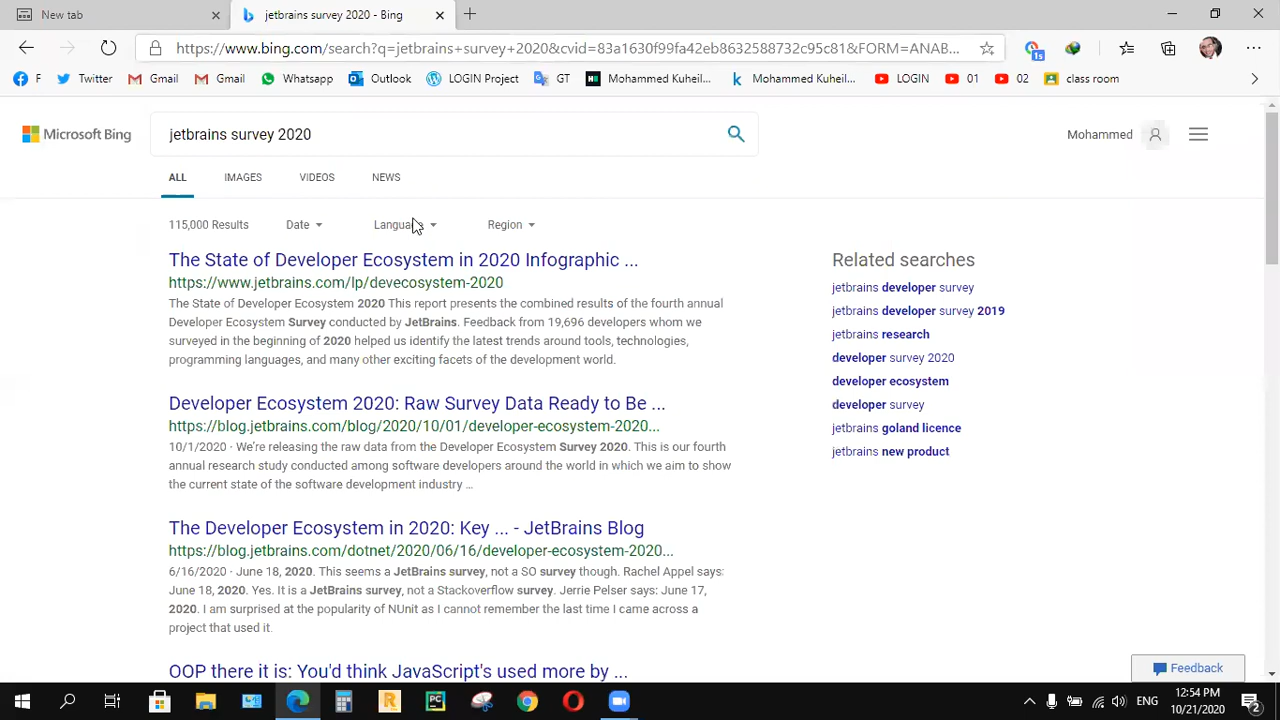 New tab
jetbrains survey 2020 - Bing
https://www.bing.com/search?q=jetbrains+survey+2020&cvid=83a1630f99fa42eb8632588732c95c81&FORM=ANAB...
1s
F
Twitter
Gmail
Gmail
Whatsapp
Outlook
LOGIN Project
GT
Mohammed Kuheil...
Mohammed Kuheil...
LOGIN
01
02
class room
Microsoft Bing
jetbrains survey 2020
Mohammed
ALL IMAGES VIDEOS NEWS
115,000 Results Date Language Region
The State of Developer Ecosystem in 2020 Infographic ...
https://www.jetbrains.com/lp/devecosystem-2020
The State of Developer Ecosystem 2020 This report presents the combined results of the fourth annual
Developer Ecosystem Survey conducted by JetBrains. Feedback from 19,696 developers whom we
surveyed in the beginning of 2020 helped us identify the latest trends around tools, technologies,
programming languages, and many other exciting facets of the development world.
Developer Ecosystem 2020: Raw Survey Data Ready to Be ...
https://blog.jetbrains.com/blog/2020/10/01/developer-ecosystem-2020...
10/1/2020 · We're releasing the raw data from the Developer Ecosystem Survey 2020. This is our fourth
annual research study conducted among software developers around the world in which we aim to show
the current state of the software development industry ...
The Developer Ecosystem in 2020: Key ... - JetBrains Blog
https://blog.jetbrains.com/dotnet/2020/06/16/developer-ecosystem-2020...
6/16/2020 · June 18, 2020. This seems a JetBrains survey, not a SO survey though. Rachel Appel says:
June 18, 2020. Yes. It is a JetBrains survey, not a Stackoverflow survey. Jerrie Pelser says: June 17,
2020. I am surprised at the popularity of NUnit as I cannot remember the last time I came across a
project that used it.
OOP there it is: You'd think JavaScript's used more by ...
Related searches
jetbrains developer survey
jetbrains developer survey 2019
jetbrains research
developer survey 2020
developer ecosystem
developer survey
jetbrains goland licence
jetbrains new product
Feedback
ENG
12:54 PM
10/21/2020
2